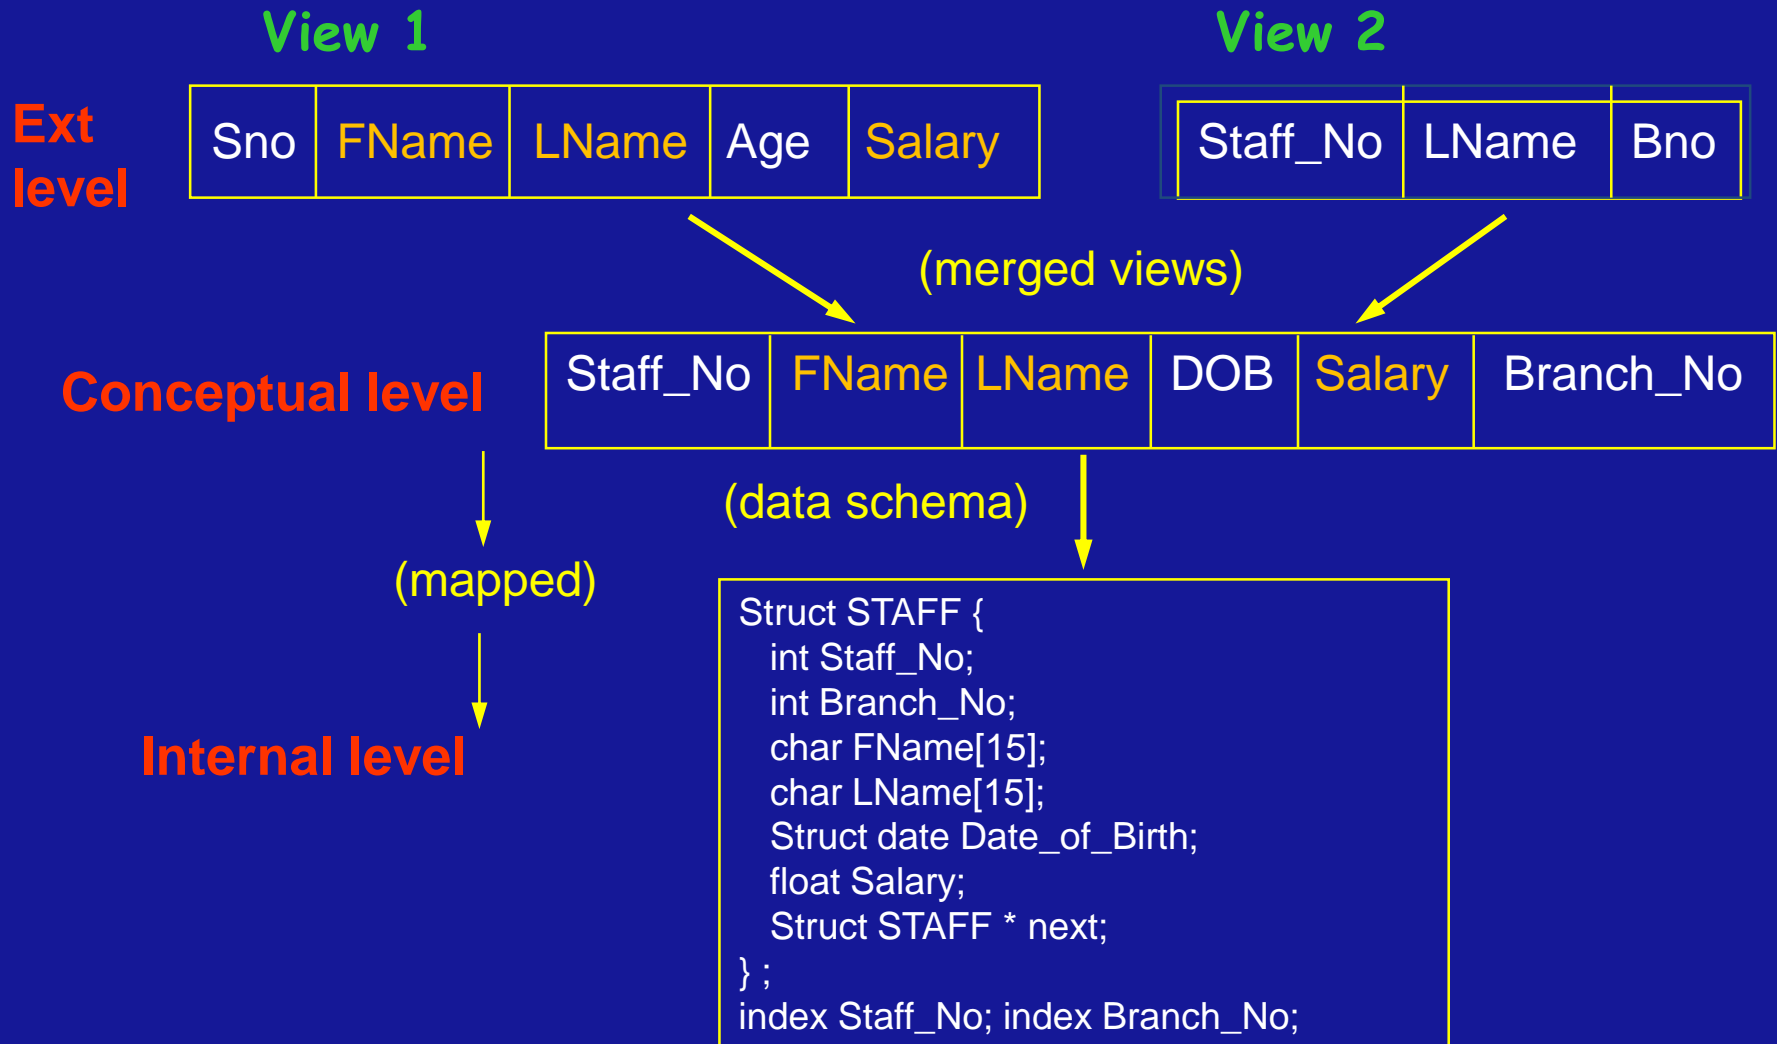 View 1
View 2
Ext
level
Sno FName LName Age Salary
Staff_No LName Bno
(merged views)
Conceptual level
Staff_No FName LName DOB Salary Branch_No
(data schema)
(mapped)
Internal level
Struct STAFF {
int Staff_No;
int Branch_No;
char FName[15];
char LName[15];
Struct date Date_of_Birth;
float Salary;
Struct STAFF * next;
} ;
index Staff_No; index Branch_No;